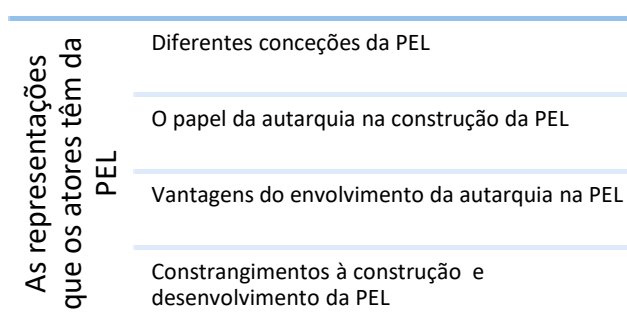 As representações
que os atores têm da
PEL
Diferentes conceções da PEL
O papel da autarquia na construção da PEL
Vantagens do envolvimento da autarquia na PEL
Constrangimentos à construção e
desenvolvimento da PEL